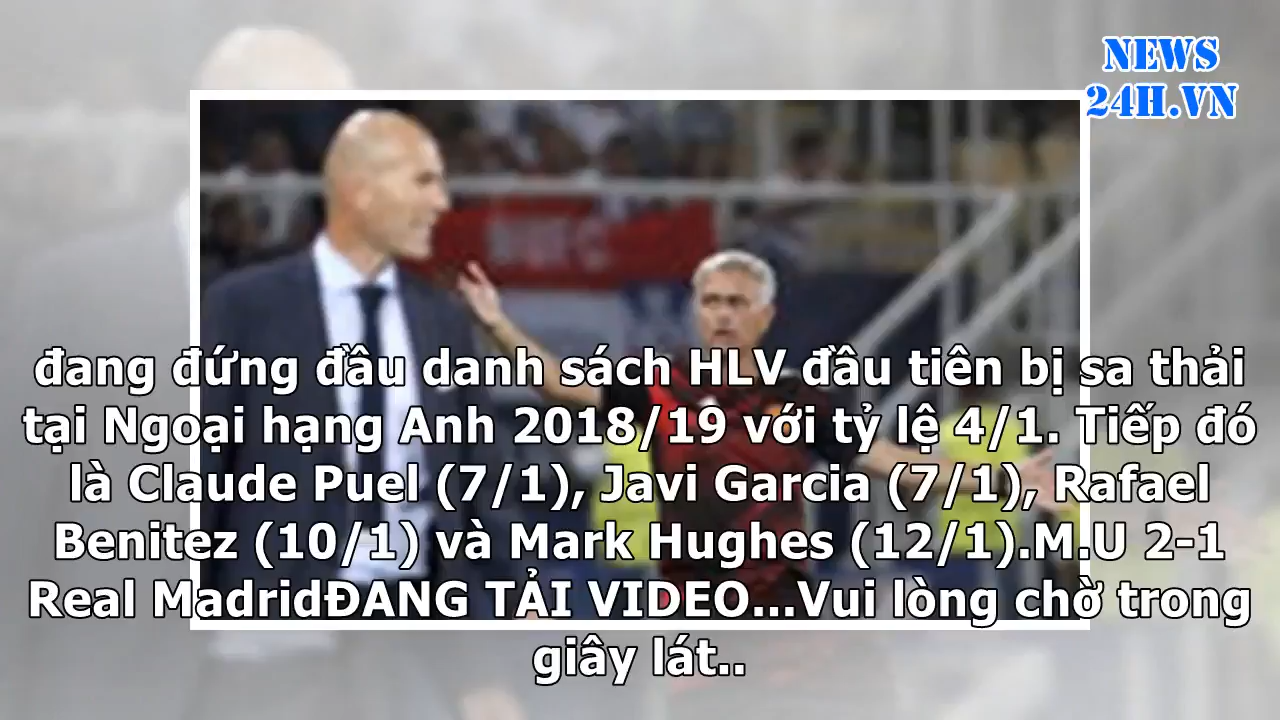 NEWS
24H.VN
MUFC
đang đứng đầu danh sách HLV đầu tiên bị sa thải
tại Ngoại hạng Anh 2018/19 với tỷ lệ 4/1. Tiếp đó
là Claude Puel (7/1), Javi Garcia (7/1), Rafael
Benitez (10/1) và Mark Hughes (12/1).M.U 2-1
Real MadridĐANG TẢI VIDEO...Vui lòng chờ trong
giây lát..